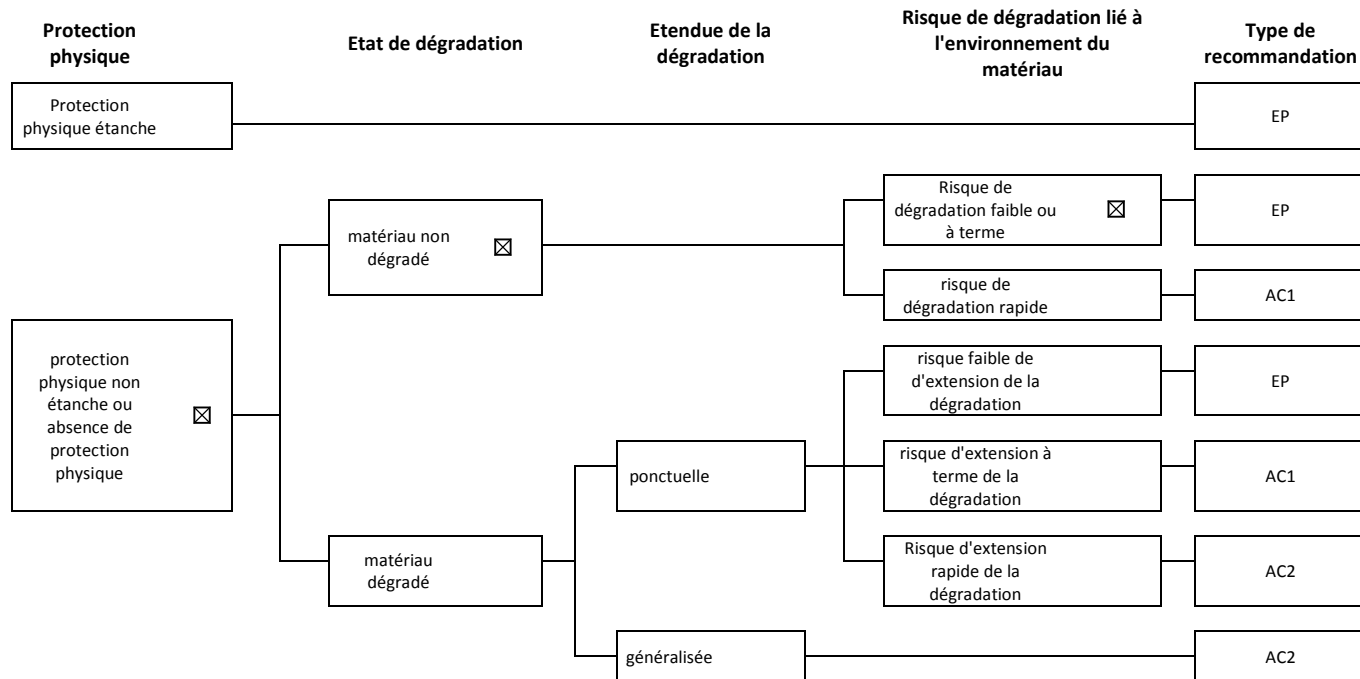 Protection
physique
Etat de dégradation
Etendue de la
dégradation
Risque de dégradation lié à
l'environnement du
matériau
Type de
recommandation
Protection
physique étanche
EP
Risque de
dégradation faible ou
à terme
☒
EP
matériau non
dégradé
☒
risque de
dégradation rapide
AC1
protection
physique non
étanche ou
absence de
protection
physique
☒
risque faible de
d'extension de la
dégradation
EP
ponctuelle
risque d'extension à
terme de la
dégradation
AC1
matériau
dégradé
Risque d'extension
rapide de la
dégradation
AC2
généralisée
AC2